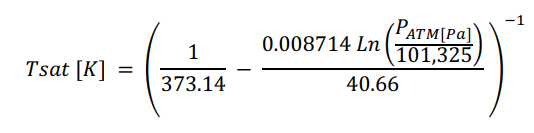 Tsat [K] = ( 1/373.14 − 0.008714 Ln (P_ATM[Pa]/101,325) / 40.66 )^−1